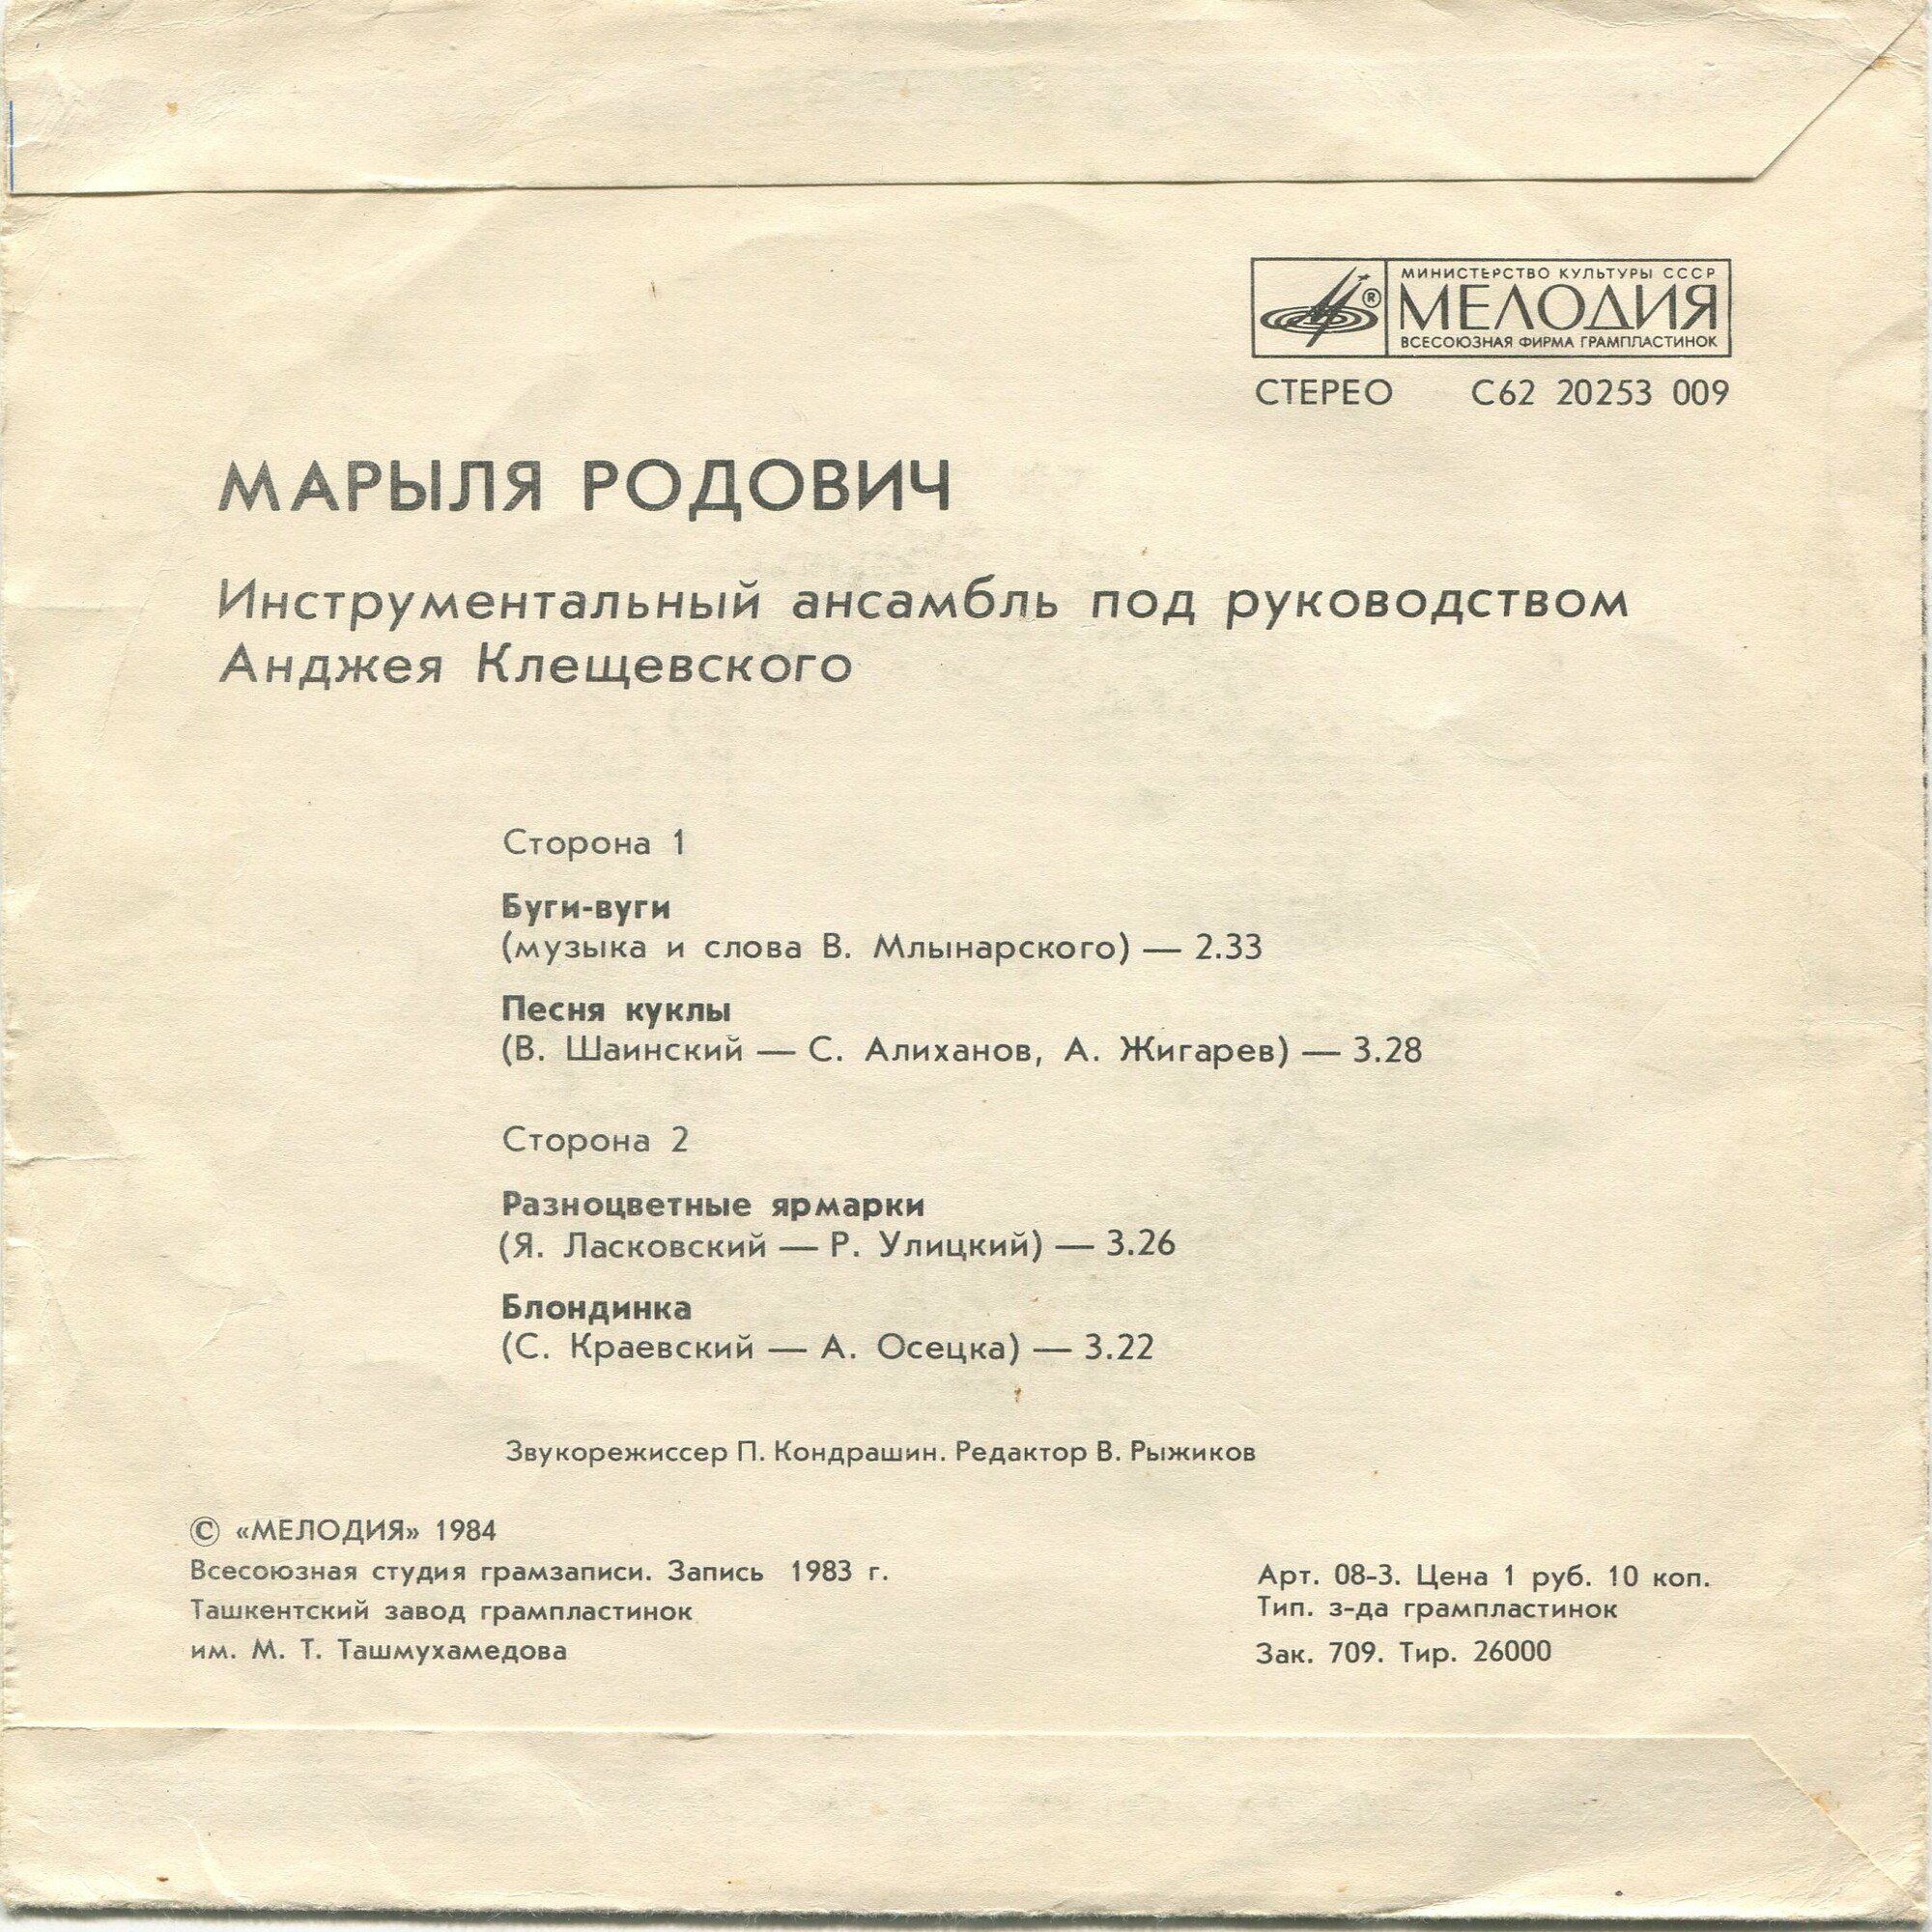 МИНИСТЕРСТВО КУЛЬТУРЫ СССР
®
МЕЛОДИЯ
ВСЕСОЮЗНАЯ ФИРМА ГРАМПЛАСТИНОК
СТЕРЕО С62 20253 009
МАРЫЛЯ РОДОВИЧ
Инструментальный ансамбль под руководством
Анджея Клещевского
Сторона 1
Буги-вуги
(музыка и слова В. Млынарского) — 2.33
Песня куклы
(В. Шаинский — С. Алиханов, А. Жигарев) — 3.28
Сторона 2
Разноцветные ярмарки
(Я. Ласковский — Р. Улицкий) — 3.26
Блондинка
(С. Краевский — А. Осецка) — 3.22
Звукорежиссер П. Кондрашин. Редактор В. Рыжиков
© «МЕЛОДИЯ» 1984
Всесоюзная студия грамзаписи. Запись 1983 г.
Ташкентский завод грампластинок
им. М. Т. Ташмухамедова
Арт. 08-3. Цена 1 руб. 10 коп.
Тип. з-да грампластинок
Зак. 709. Тир. 26000